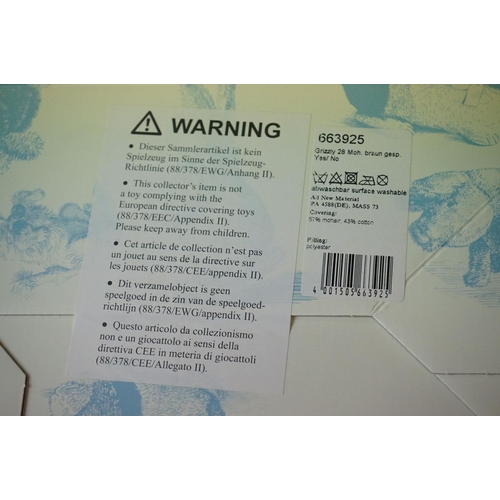 ⚠ WARNING
• Dieser Sammlerartikel ist kein
Spielzeug im Sinne der Spielzeug-
Richtlinie (88/378/EWG/Anhang II).
• This collector's item is not
a toy complying with the
European directive covering toys
(88/378/EEC/Appendix II).
Please keep away from children.
• Cet article de collection n'est pas
un jouet au sens de la directive sur
les jouets (88/378/CEE/appendix II).
• Dit verzamelobject is geen
speelgoed in de zin van de speelgoed-
richtlijn (88/378/EWG/appendix II).
• Questo articolo da collezionismo
non e un giocattolo ai sensi della
direttiva CEE in meteria di giocattoli
(88/378/CEE/Allegato II).
663925
Grizzly 28 Moh. braun gesp.
Yes/ No
abwaschbar surface washable
All New Material
PA 4588(DE), MASS 73
Covering:
57% mohair, 43% cotton
Filling:
polyester
4 001505 663925